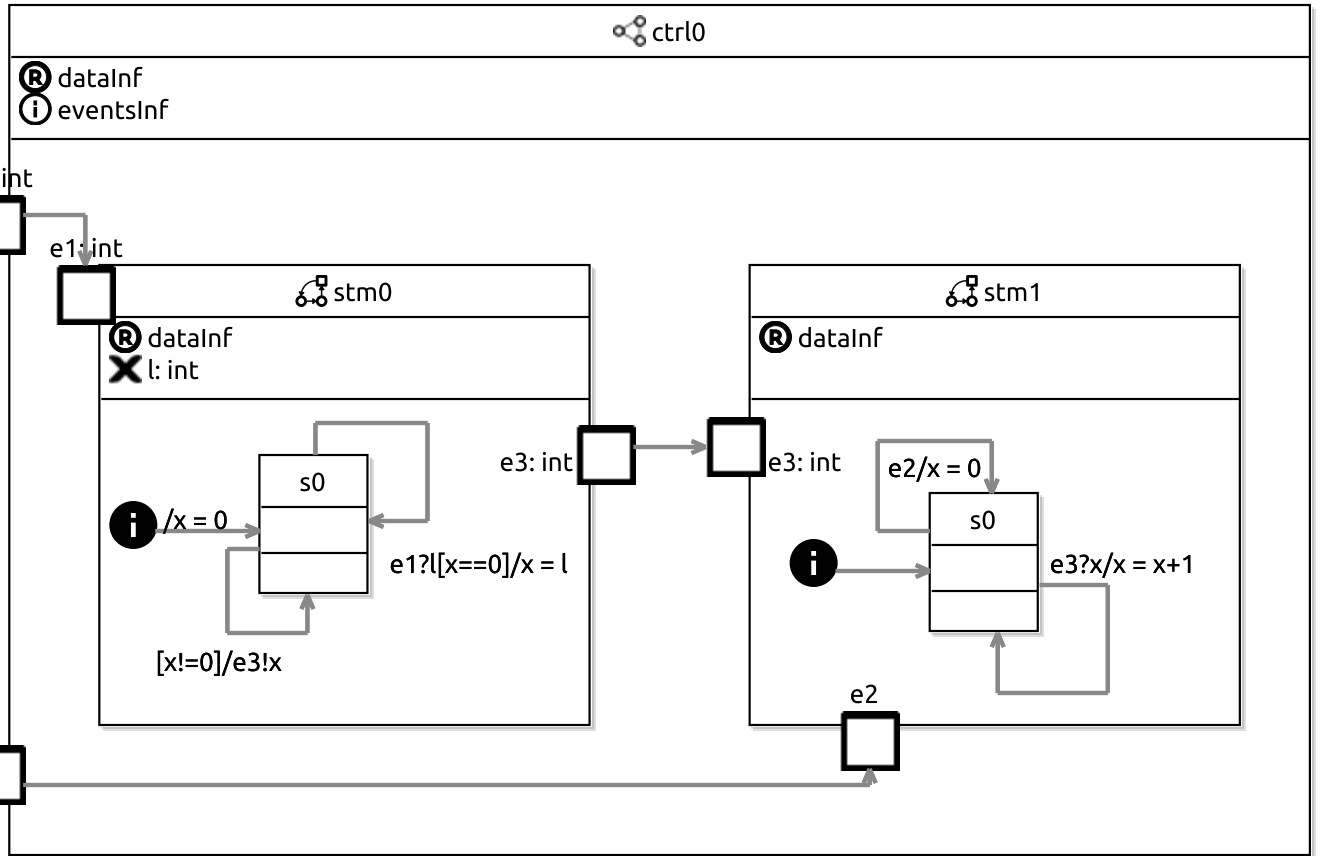 ctrl0
R dataInf
i eventsInf
int
e1: int
stm0
R dataInf
l: int
s0
i /x = 0
e1?l[x==0]/x = l
[x!=0]/e3!x
e3: int
stm1
R dataInf
e3: int
e2/x = 0
s0
i
e3?x/x = x+1
e2